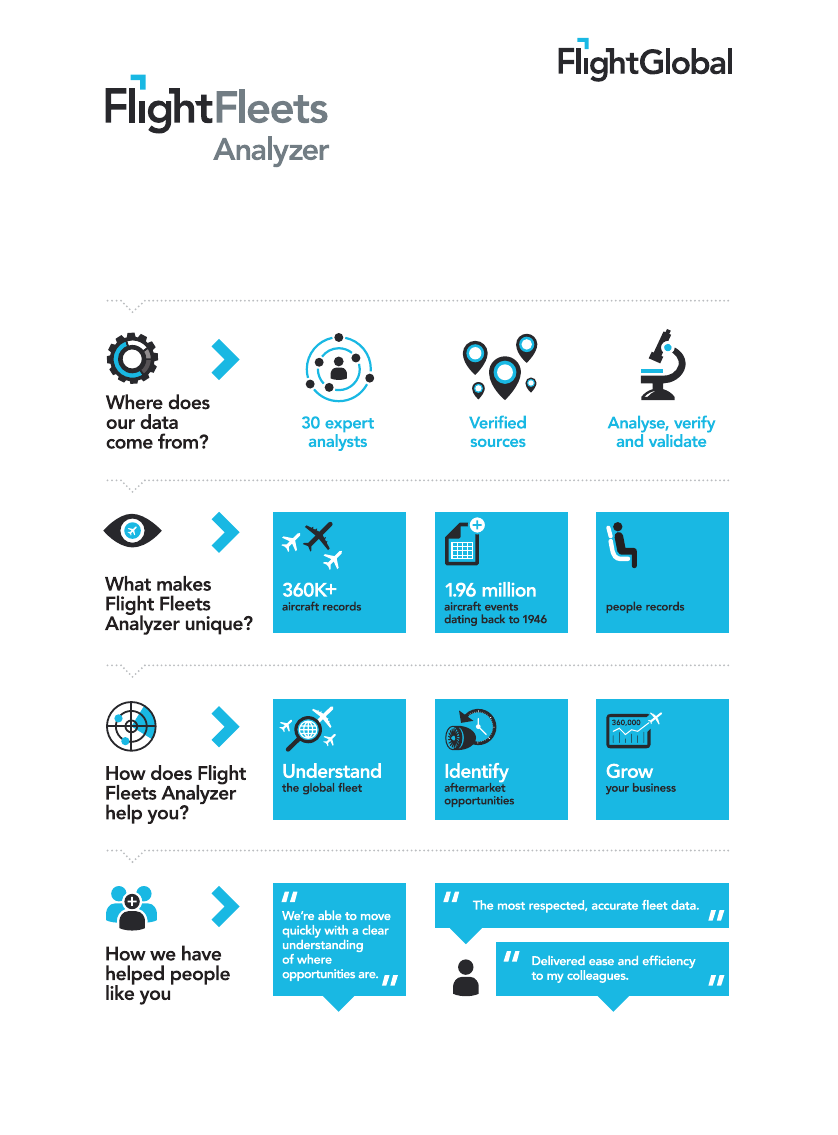 FlightGlobal
FlightFleets
Analyzer
Where does
our data
come from?
30 expert
analysts
Verified
sources
Analyse, verify
and validate
What makes
Flight Fleets
Analyzer unique?
360K+
aircraft records
1.96 million
aircraft events
dating back to 1946
people records
How does Flight
Fleets Analyzer
help you?
Understand
the global fleet
Identify
aftermarket
opportunities
360,000
Grow
your business
How we have
helped people
like you
"We're able to move
quickly with a clear
understanding
of where
opportunities are."
"The most respected, accurate fleet data."
"Delivered ease and efficiency
to my colleagues."